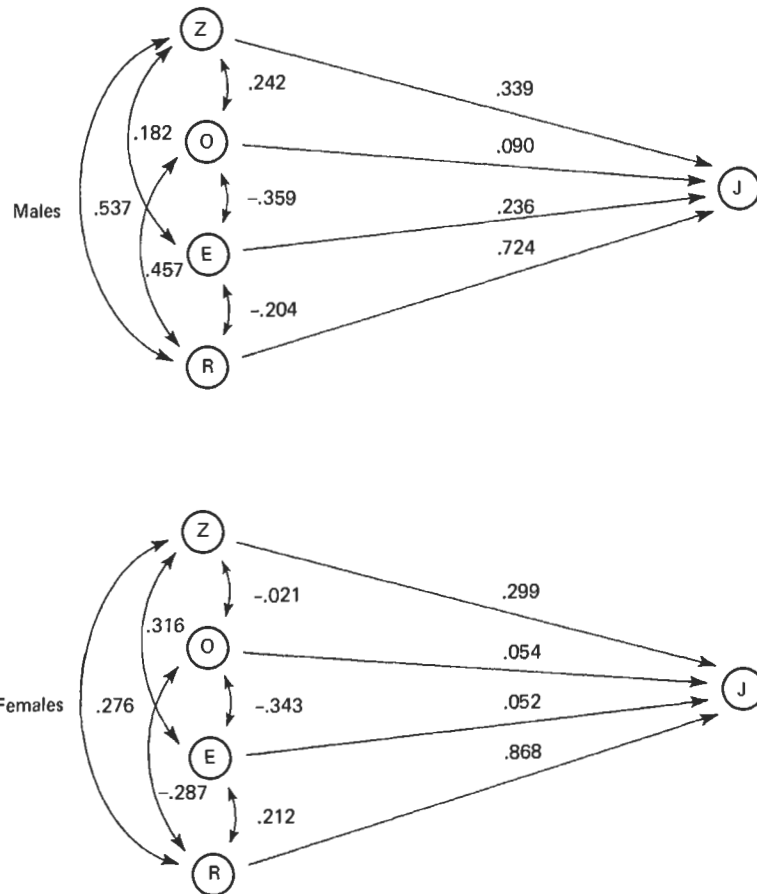 Z
.242
.339
.182
O
.090
J
Males
.537
-.359
.236
E
.457
.724
-.204
R
Z
-.021
.299
.316
O
.054
J
Females
.276
-.343
.052
E
.868
-.287
.212
R